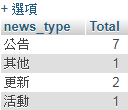 + 選項
news_type Total
公告 7
其他 1
更新 2
活動 1